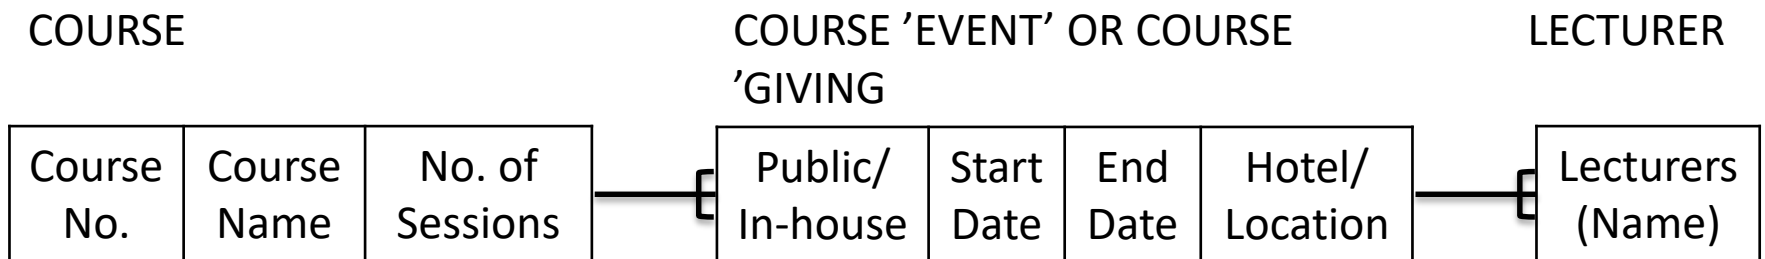 COURSE
COURSE ’EVENT’ OR COURSE
’GIVING
LECTURER
Course
No.
Course
Name
No. of
Sessions
Public/
In-house
Start
Date
End
Date
Hotel/
Location
Lecturers
(Name)